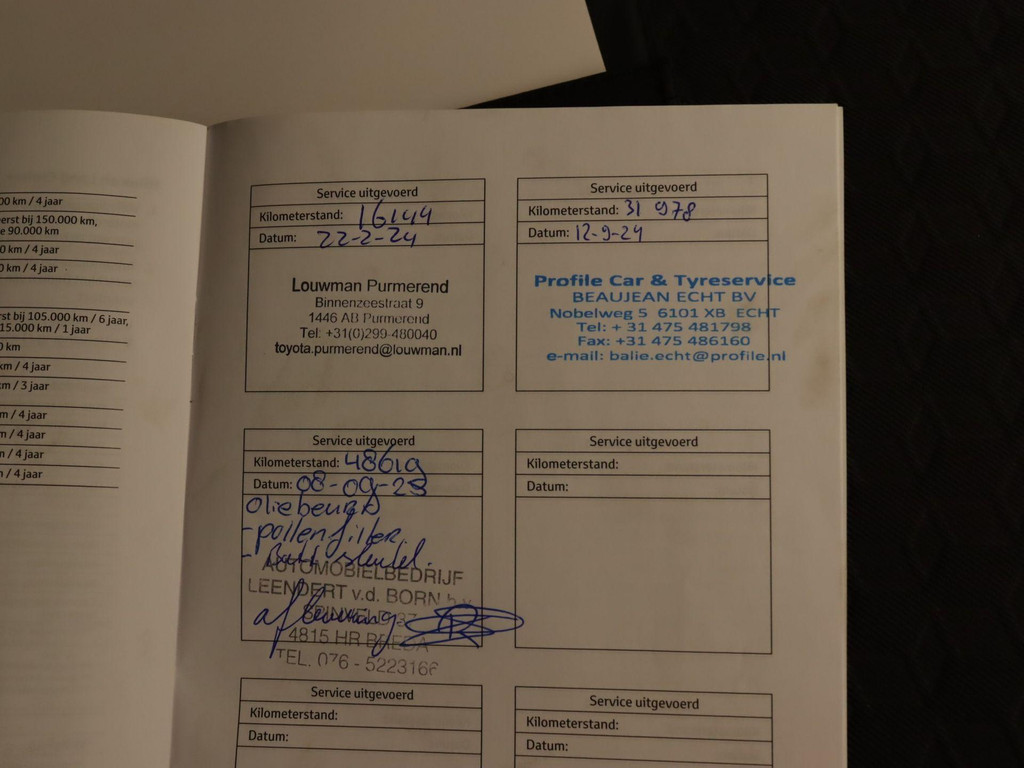 00 km / 4 jaar
erst bij 150.000 km,
e 90.000 km
0 km / 4 jaar
0 km / 4 jaar
rst bij 105.000 km / 6 jaar,
15.000 km / 1 jaar
0 km
km / 4 jaar
km / 3 jaar
m / 4 jaar
m / 4 jaar
m / 4 jaar
n / 4 jaar
Service uitgevoerd
Kilometerstand: 16144
Datum: 22-2-24
Louwman Purmerend
Binnenzeestraat 9
1446 AB Purmerend
Tel: +31(0)299-480040
toyota.purmerend@louwman.nl
Service uitgevoerd
Kilometerstand: 31 978
Datum: 12-9-24
Profile Car & Tyreservice
BEAUJEAN ECHT BV
Nobelweg 5 6101 XB ECHT
Tel: + 31 475 481798
Fax: +31 475 486160
e-mail: balie.echt@profile.nl
Service uitgevoerd
Kilometerstand: 48619
Datum: 08-09-25
oliebeurt
- pollenfilter.
- Batt sleutel.
AUTOMOBIELBEDRIJF
LEENDERT v.d. BORN b.v.
4815 HR BREDA
TEL. 076 - 5223166
Service uitgevoerd
Kilometerstand:
Datum:
Service uitgevoerd
Kilometerstand:
Datum:
Service uitgevoerd
Kilometerstand:
Datum: